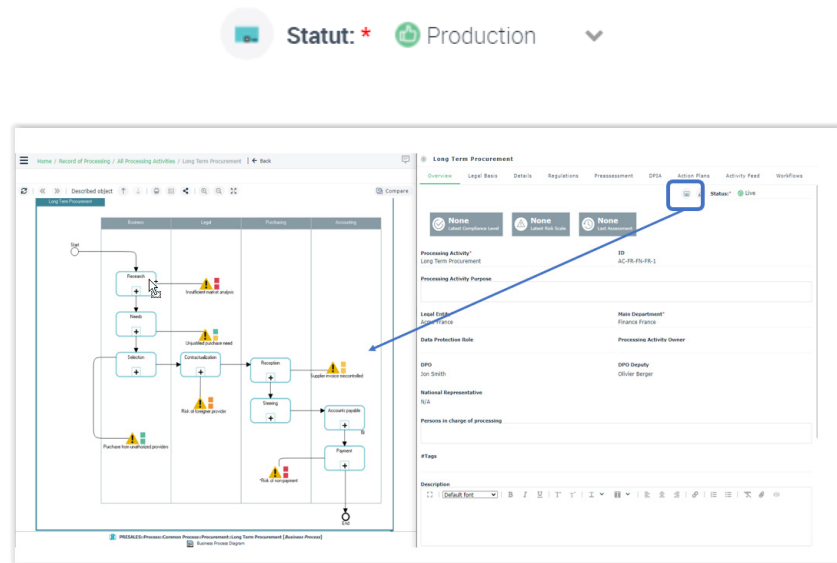 Statut: * Production
Home / Record of Processing / All Processing Activities / Long Term Procurement ← Back
Described object
Compare
Long Term Procurement
Business Legal Purchasing Accounting
Start
Research
Insufficient market analysis
Needs
Unjustified purchase need
Selection Contractualization Reception
Supplier invoice miscontrolled
Risk of foreigner provider
Steering
Accounts payable
Purchase from unathorized providers
Payment
*Risk of non-payment
End
PRESALES::Process::Common Process::Procurement::Long Term Procurement [Business Process]
Business Process Diagram
Long Term Procurement
Overview Legal Basis Details Regulations Preassessment DPIA Action Plans Activity Feed Workflows
Status:* Live
None
Latest Compliance Level
None
Latest Risk Scale
None
Last Assessment
Processing Activity* ID
Long Term Procurement AC-FR-FN-FR-1
Processing Activity Purpose
Legal Entity Main Department*
Acme France Finance France
Data Protection Role Processing Activity Owner
DPO DPO Deputy
Jon Smith Olivier Berger
National Representative
N/A
Persons in charge of processing
#Tags
Description
Default font B I U